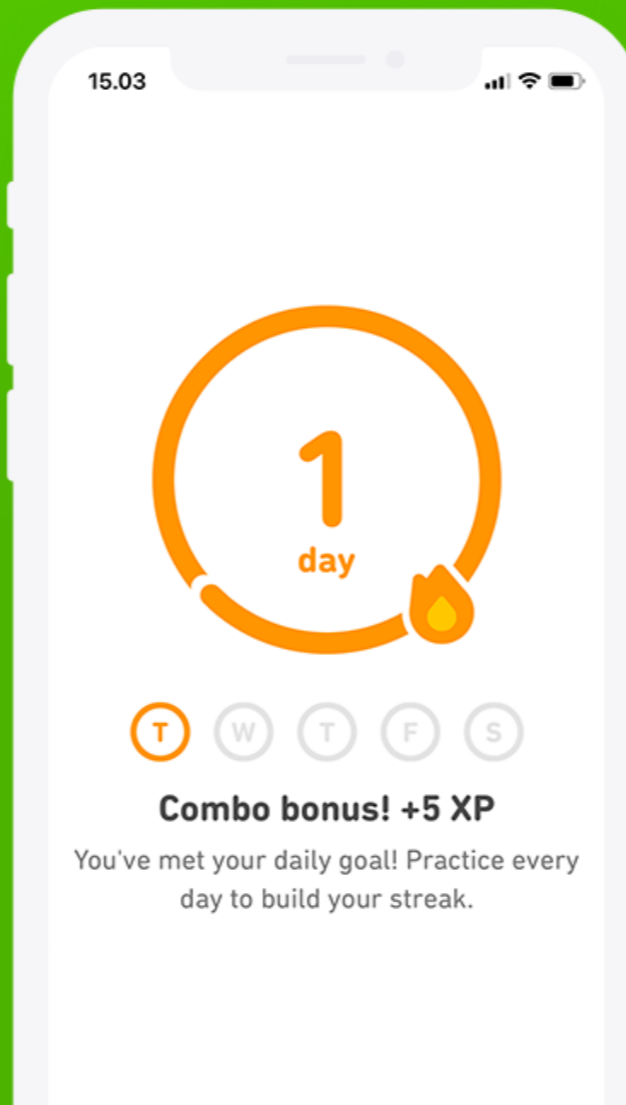 15.03
1
day
T W T F S
Combo bonus! +5 XP
You've met your daily goal! Practice every
day to build your streak.